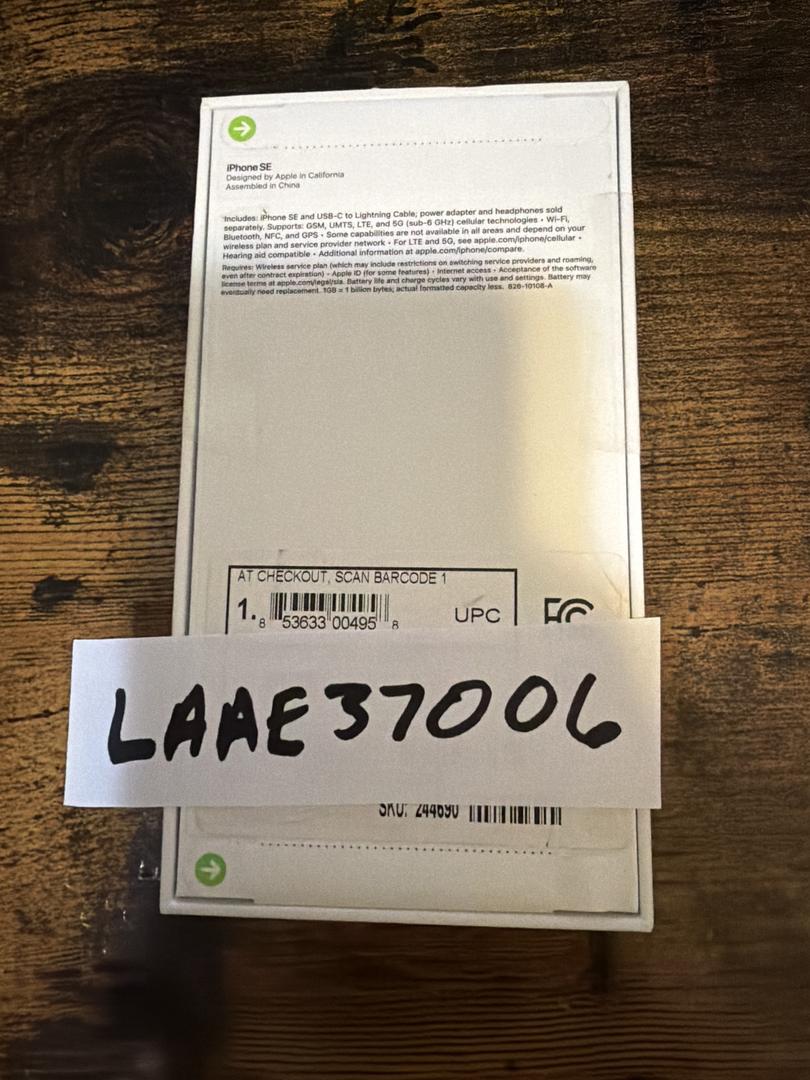 iPhone SE
Designed by Apple in California
Assembled in China
Includes: iPhone SE and USB-C to Lightning Cable; power adapter and headphones sold
separately. Supports: GSM, UMTS, LTE, and 5G (sub-6 GHz) cellular technologies • Wi-Fi,
Bluetooth, NFC, and GPS • Some capabilities are not available in all areas and depend on your
wireless plan and service provider network • For LTE and 5G, see apple.com/iphone/cellular •
Hearing aid compatible • Additional information at apple.com/iphone/compare.
Requires: Wireless service plan (which may include restrictions on switching service providers and roaming,
even after contract expiration) • Apple ID (for some features) • Internet access • Acceptance of the software
license terms at apple.com/legal/sla. Battery life and charge cycles vary with use and settings. Battery may
eventually need replacement. 1GB = 1 billion bytes; actual formatted capacity less. 626-10108-A
AT CHECKOUT, SCAN BARCODE 1
1. 8 53633 00495 8 UPC
FC
LAAE37006
SKU: 244690